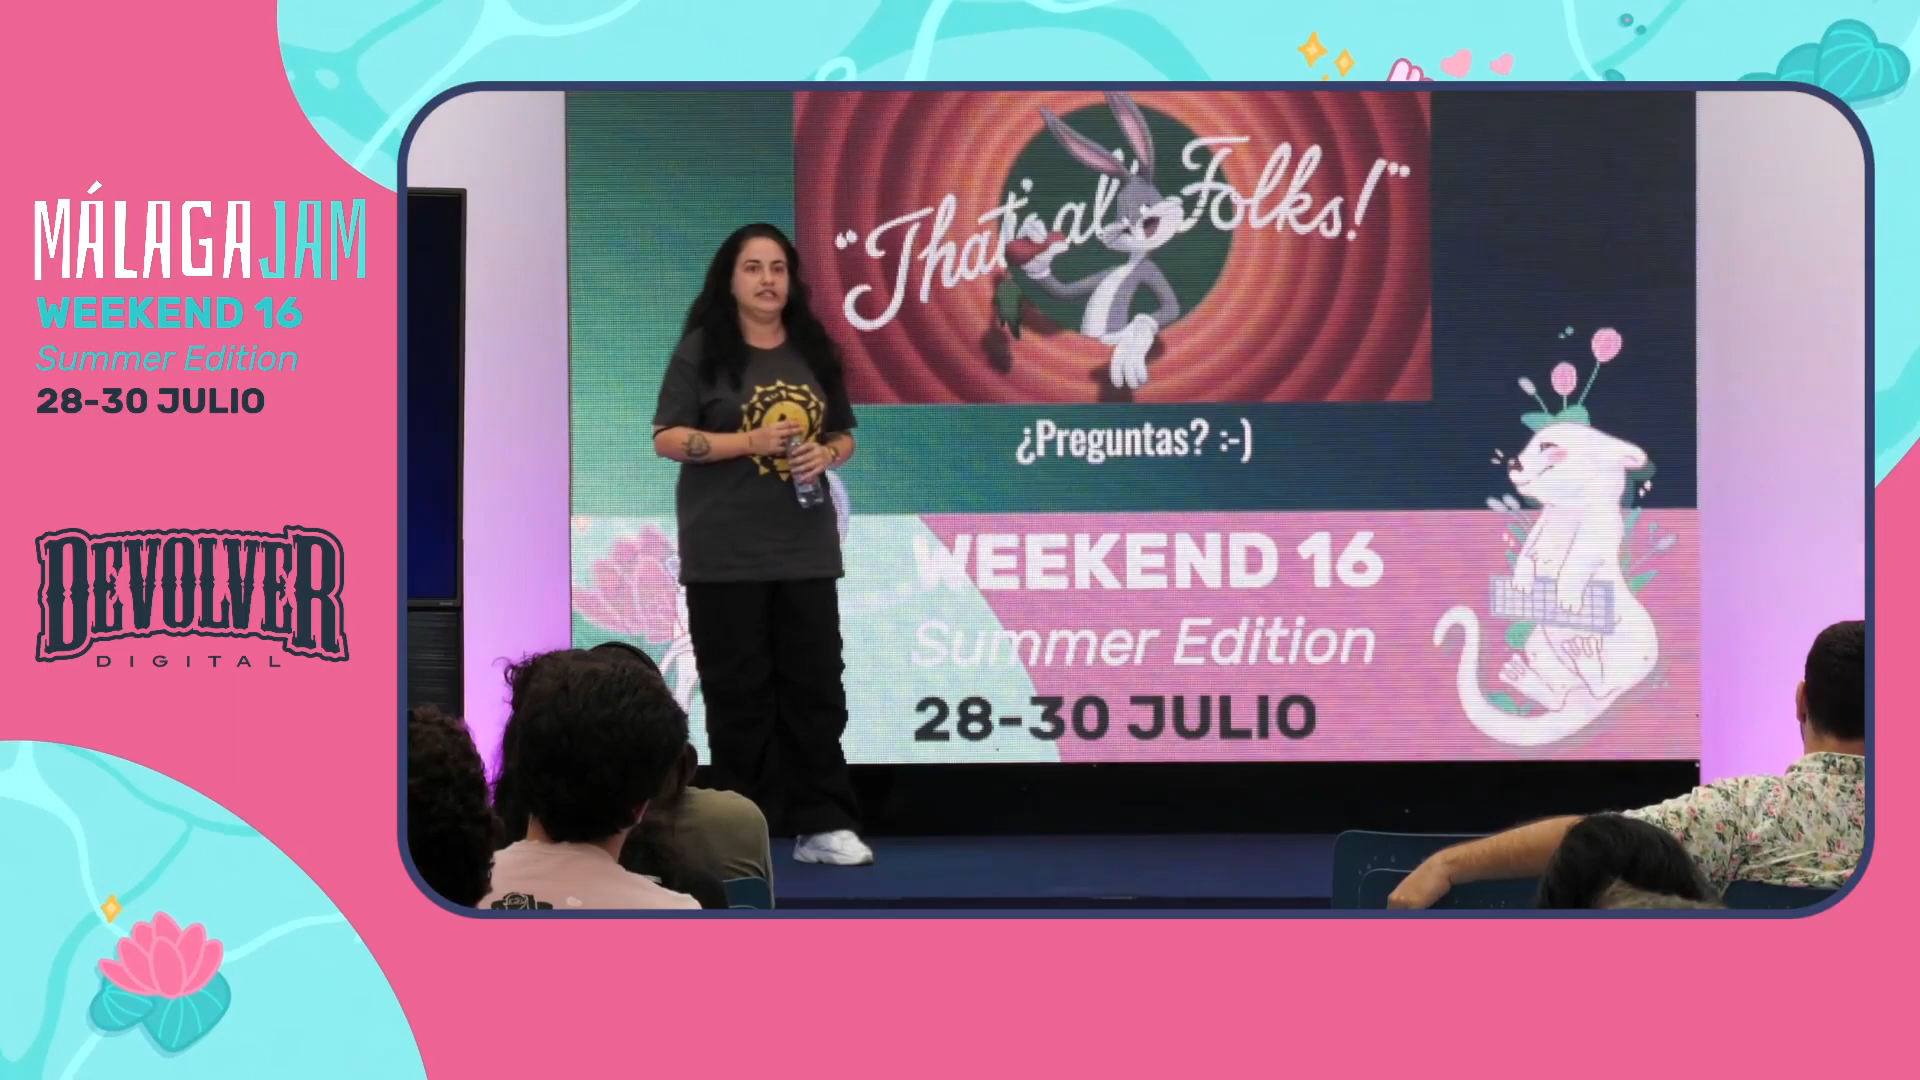 MÁLAGAJAM
WEEKEND 16
Summer Edition
28-30 JULIO
DEVOLVER
DIGITAL
"That's all Folks!"
¿Preguntas? :-)
WEEKEND 16
Summer Edition
28-30 JULIO